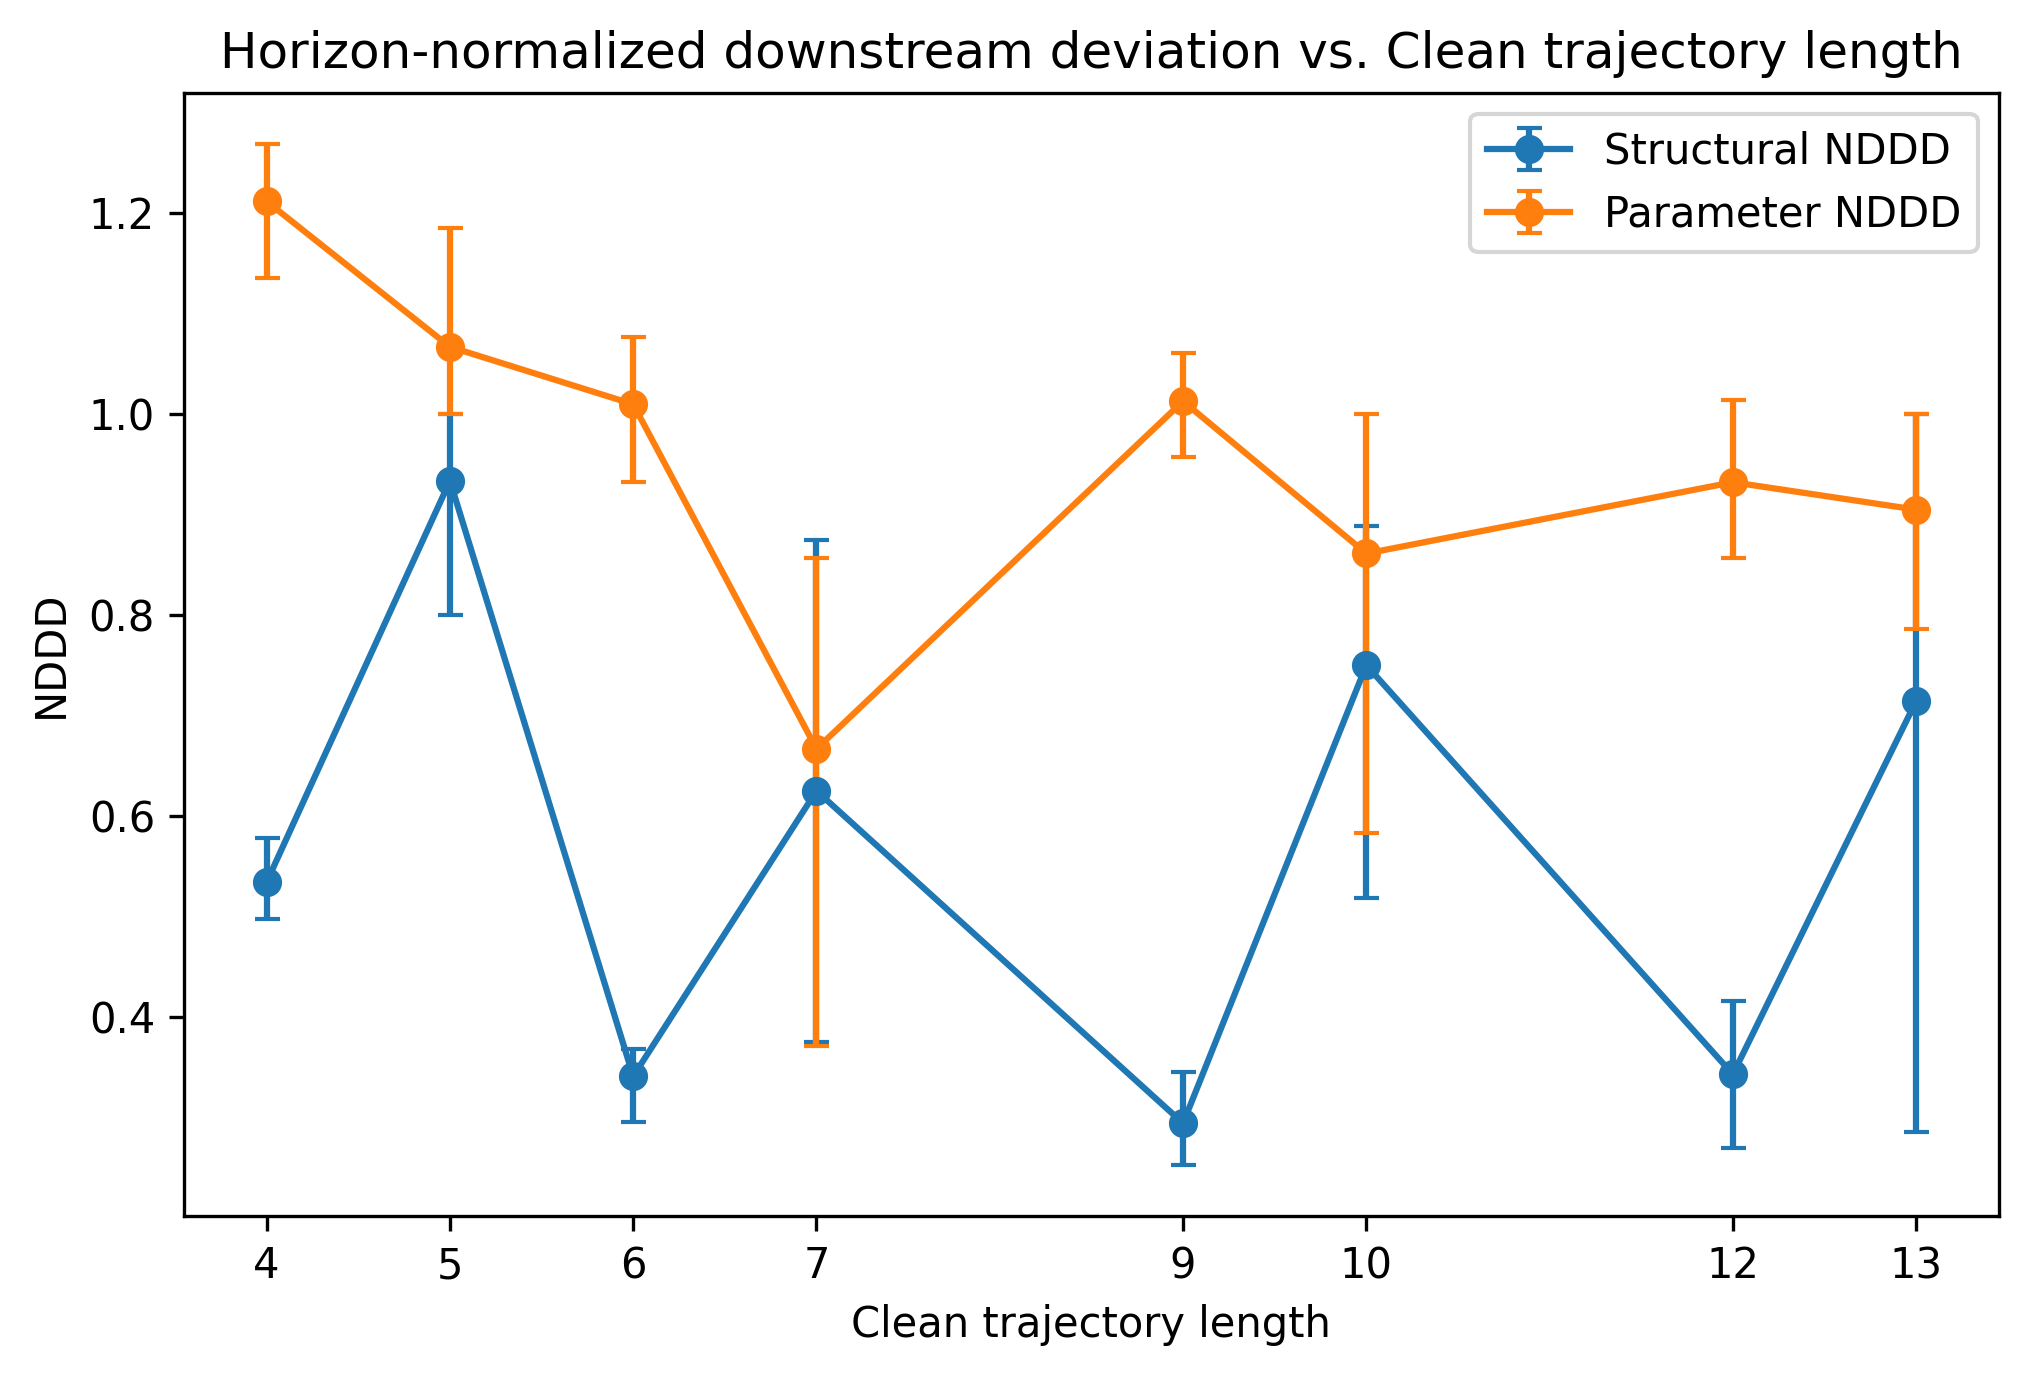 Horizon-normalized downstream deviation vs. Clean trajectory length
Structural NDDD
Parameter NDDD
NDDD
1.2
1.0
0.8
0.6
0.4
4 5 6 7 9 10 12 13
Clean trajectory length